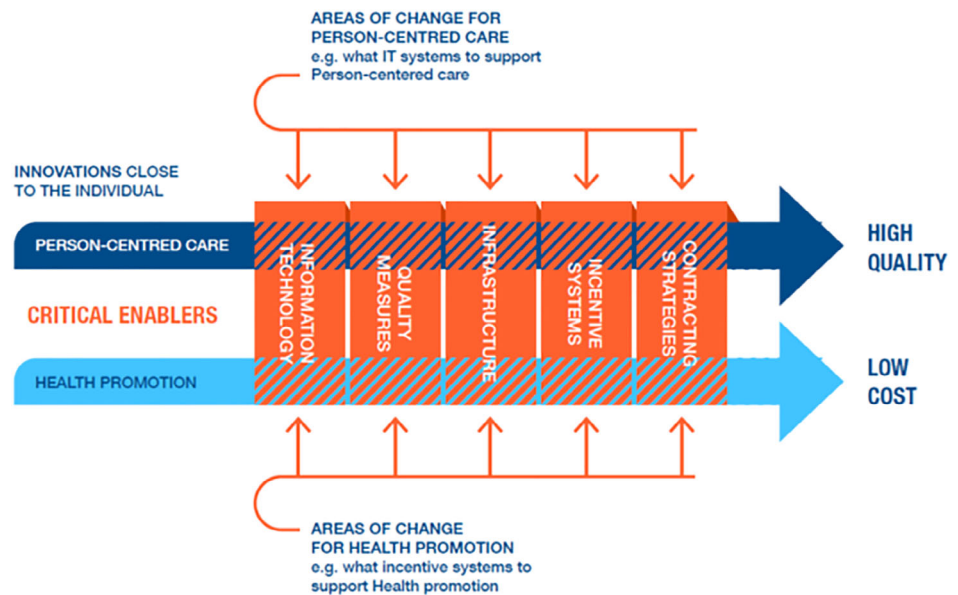 AREAS OF CHANGE FOR
PERSON-CENTRED CARE
e.g. what IT systems to support
Person-centered care
INNOVATIONS CLOSE
TO THE INDIVIDUAL
PERSON-CENTRED CARE
CRITICAL ENABLERS
HEALTH PROMOTION
INFORMATION
TECHNOLOGY
QUALITY
MEASURES
INFRASTRUCTURE
INCENTIVE
SYSTEMS
CONTRACTING
STRATEGIES
HIGH
QUALITY
LOW
COST
AREAS OF CHANGE
FOR HEALTH PROMOTION
e.g. what incentive systems to
support Health promotion